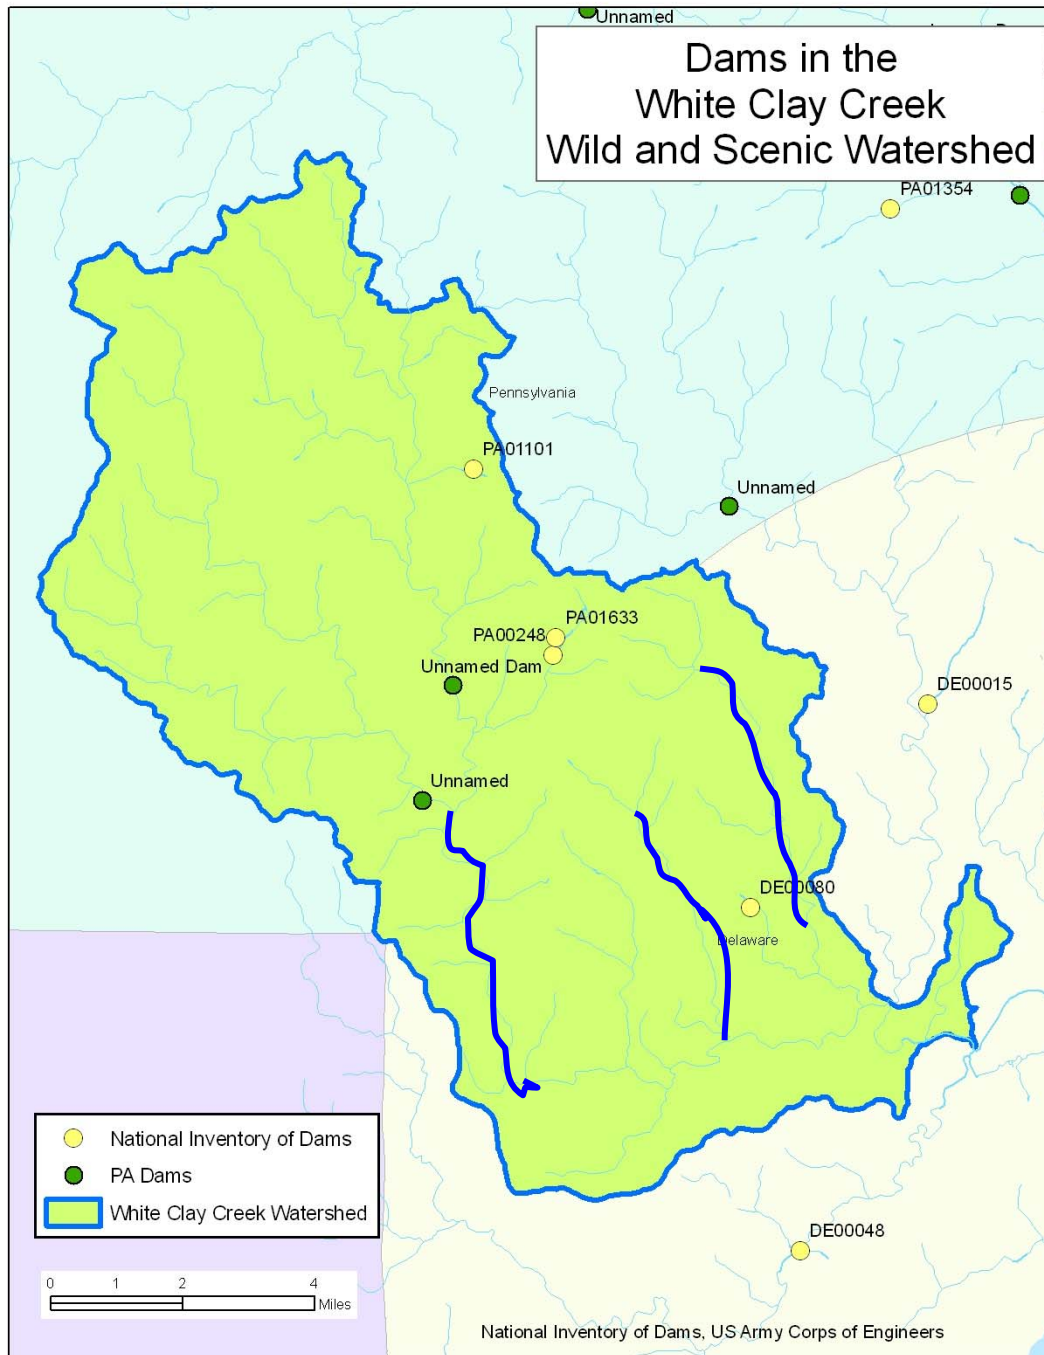 Unnamed
Dams in the
White Clay Creek
Wild and Scenic Watershed
PA01354
Pennsylvania
PA01101
Unnamed
PA01633
PA00248
Unnamed Dam
DE00015
Unnamed
DE00080
Delaware
National Inventory of Dams
PA Dams
White Clay Creek Watershed
DE00048
0 1 2 4
Miles
National Inventory of Dams, US Army Corps of Engineers